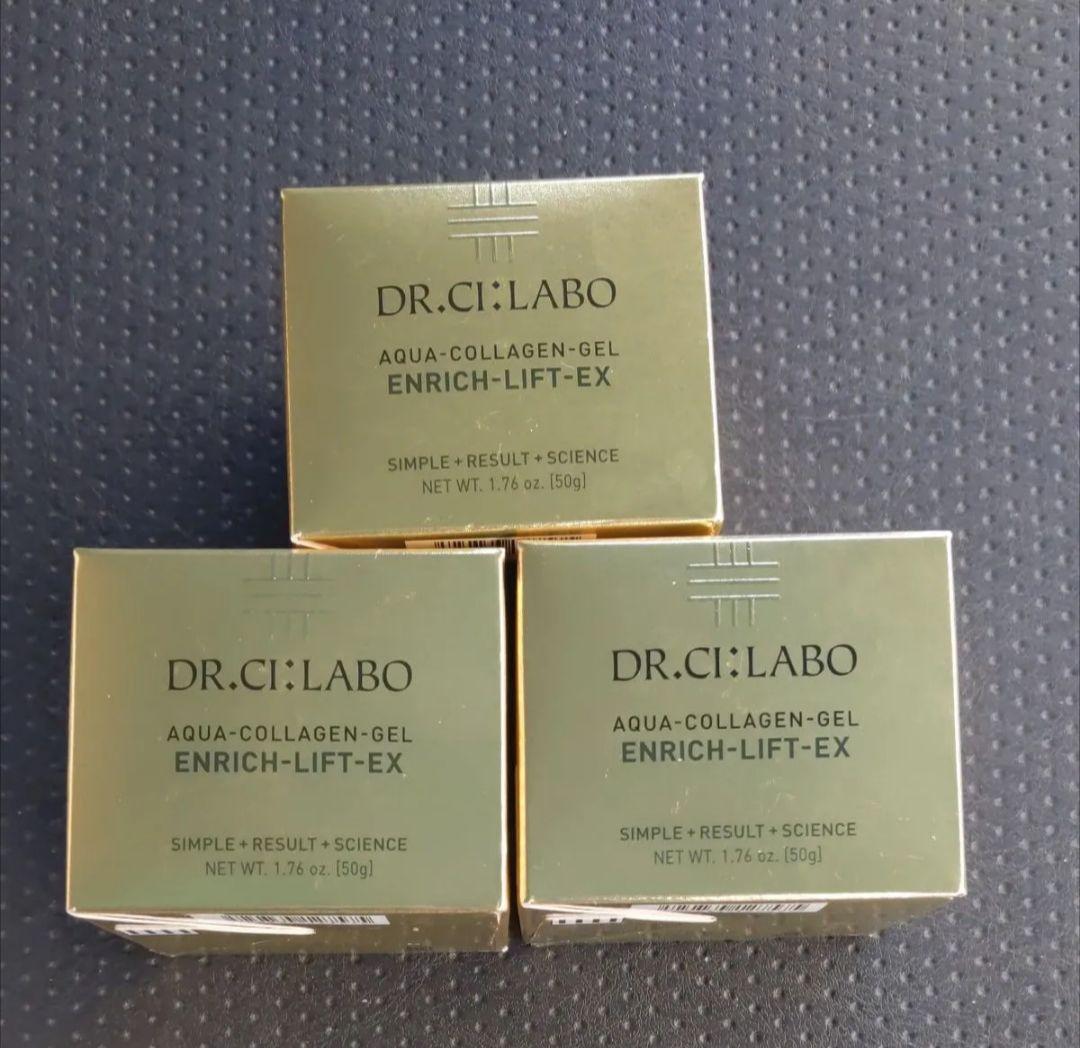 DR.CI:LABO
AQUA-COLLAGEN-GEL
ENRICH-LIFT-EX
SIMPLE+RESULT+SCIENCE
NET WT. 1.76 oz. [50g]
DR.CI:LABO
AQUA-COLLAGEN-GEL
ENRICH-LIFT-EX
SIMPLE+RESULT+SCIENCE
NET WT. 1.76 oz. [50g]
DR.CI:LABO
AQUA-COLLAGEN-GEL
ENRICH-LIFT-EX
SIMPLE+RESULT+SCIENCE
NET WT. 1.76 oz. [50g]